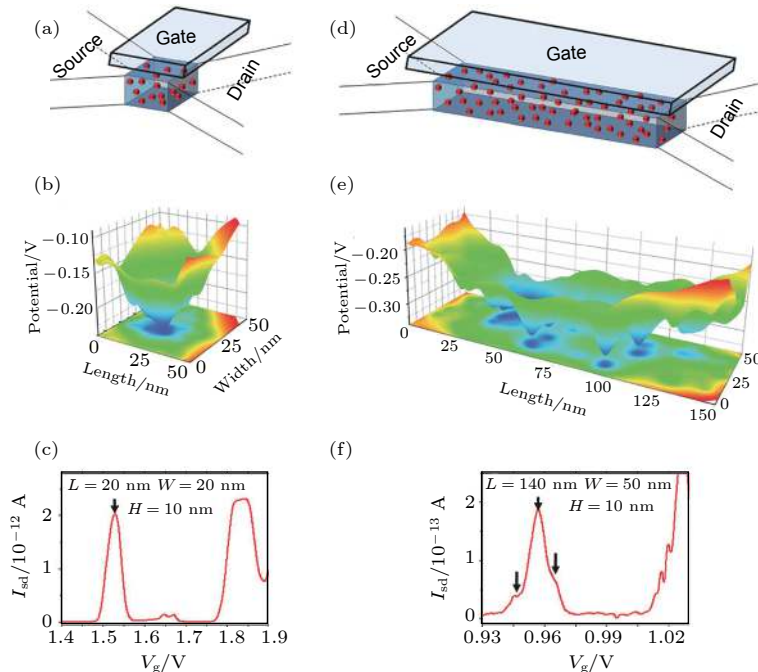 (a)
Source
Gate
Drain
(d)
Source
Gate
Drain
(b)
Potential/V
−0.10
−0.15
−0.20
0
25
50
Length/nm
0
25
50
Width/nm
(e)
Potential/V
−0.20
−0.25
−0.30
0
25
50
75
100
125
150
Length/nm
0
25
50
(c)
Isd/10−12 A
L = 20 nm W = 20 nm
H = 10 nm
2
1
0
1.4 1.5 1.6 1.7 1.8 1.9
Vg/V
(f)
Isd/10−13 A
L = 140 nm W = 50 nm
H = 10 nm
2
1
0
0.93 0.96 0.99 1.02
Vg/V